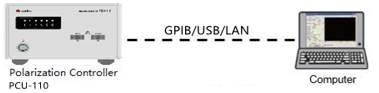 GPIB/USB/LAN
Polarization Controller
PCU-110
Computer